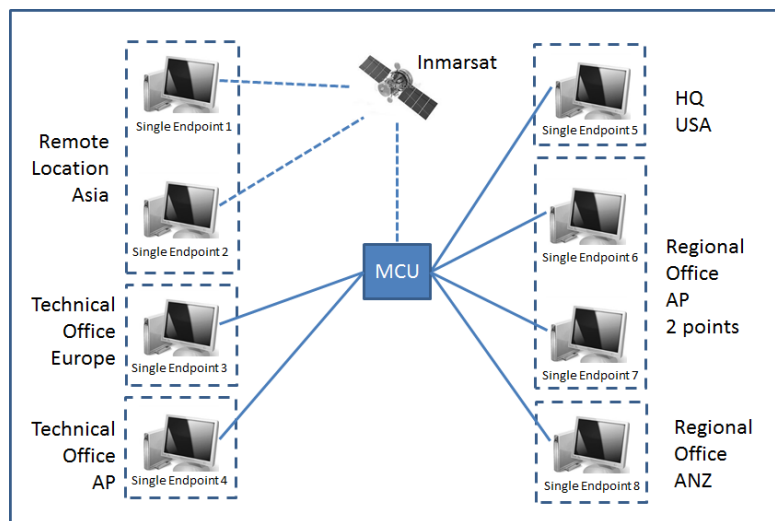 Inmarsat
Single Endpoint 1
Remote
Location
Asia
Single Endpoint 2
Technical
Office
Europe
Single Endpoint 3
Technical
Office
AP
Single Endpoint 4
MCU
Single Endpoint 5
HQ
USA
Single Endpoint 6
Regional
Office
AP
2 points
Single Endpoint 7
Single Endpoint 8
Regional
Office
ANZ